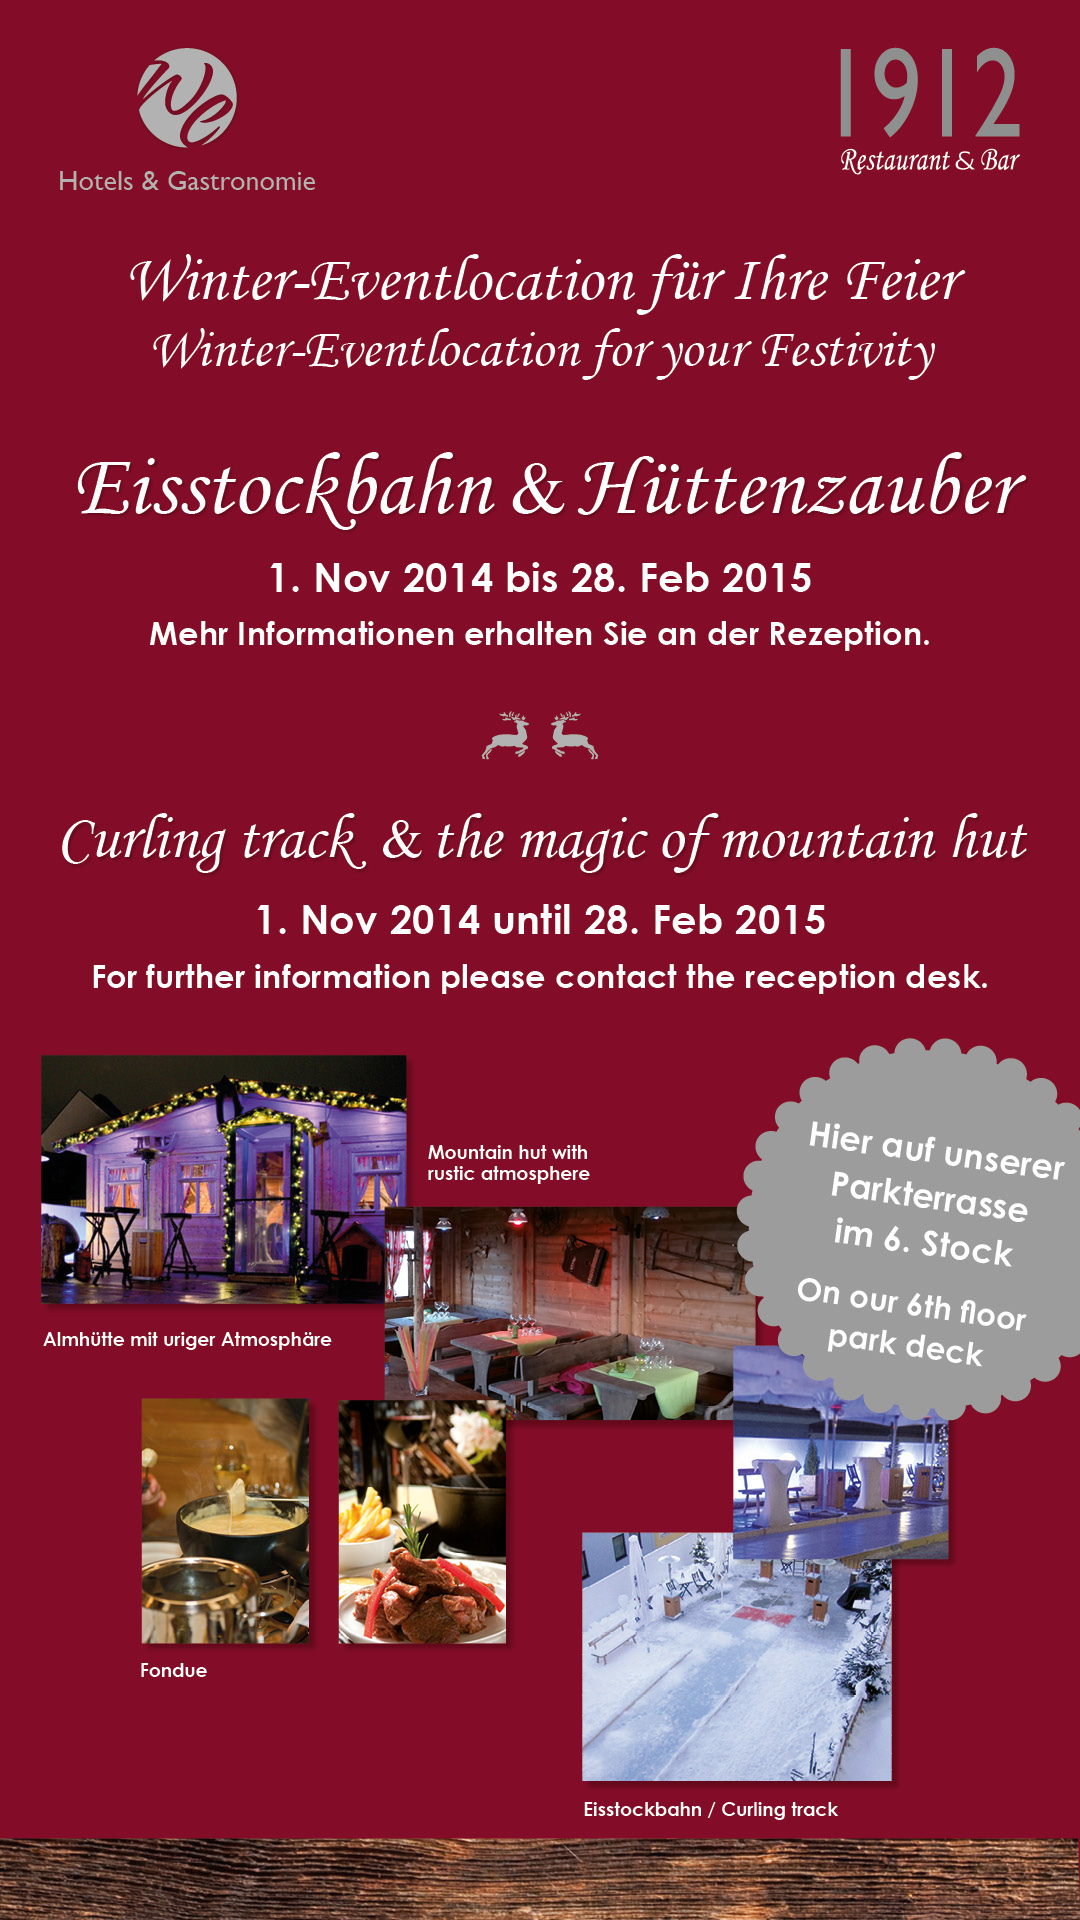 WE
Hotels & Gastronomie
1912
Restaurant & Bar
Winter-Eventlocation für Ihre Feier
Winter-Eventlocation for your Festivity
Eisstockbahn & Hüttenzauber
1. Nov 2014 bis 28. Feb 2015
Mehr Informationen erhalten Sie an der Rezeption.
Curling track & the magic of mountain hut
1. Nov 2014 until 28. Feb 2015
For further information please contact the reception desk.
Mountain hut with
rustic atmosphere
Hier auf unserer
Parkterrasse
im 6. Stock
On our 6th floor
park deck
Almhütte mit uriger Atmosphäre
Fondue
Eisstockbahn / Curling track